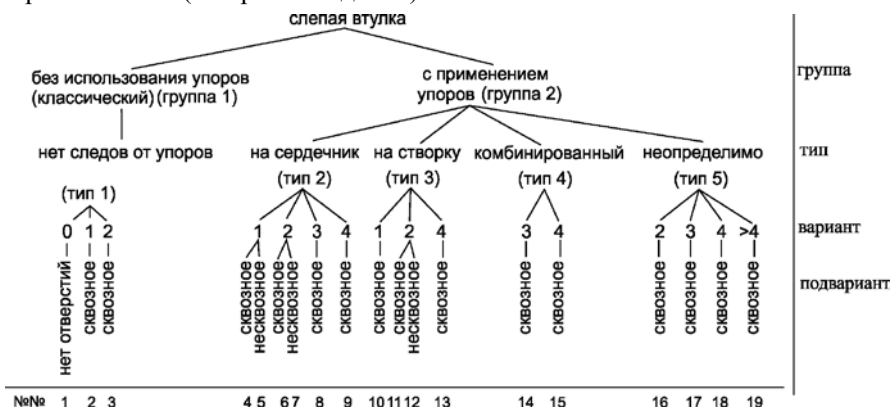 слепая втулка
без использования упоров
(классический) (группа 1)
с применением
упоров (группа 2)
группа
нет следов от упоров
на сердечник
на створку
комбинированный
неопределимо
тип
(тип 1)
(тип 2)
(тип 3)
(тип 4)
(тип 5)
0 1 2
1 2 3 4
1 2 4
3 4
2 3 4 >4
вариант
нет отверстий
сквозное
сквозное
сквозное
несквозное
сквозное
несквозное
сквозное
сквозное
сквозное
сквозное
несквозное
сквозное
сквозное
сквозное
сквозное
сквозное
сквозное
сквозное
подвариант
№№ 1 2 3 4 5 6 7 8 9 10 11 12 13 14 15 16 17 18 19